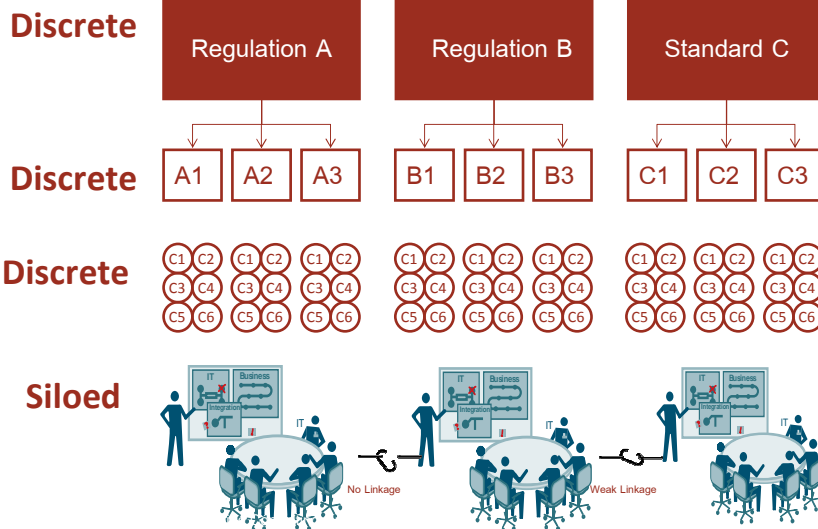 Discrete
Regulation A Regulation B Standard C
Discrete
A1 A2 A3 B1 B2 B3 C1 C2 C3
Discrete
C1 C2 C1 C2 C1 C2 C1 C2 C1 C2 C1 C2 C1 C2 C1 C2 C1 C2
C3 C4 C3 C4 C3 C4 C3 C4 C3 C4 C3 C4 C3 C4 C3 C4 C3 C4
C5 C6 C5 C6 C5 C6 C5 C6 C5 C6 C5 C6 C5 C6 C5 C6 C5 C6
Siloed
IT Business IT Business IT Business
Integration Integration Integration
IT IT IT
No Linkage Weak Linkage